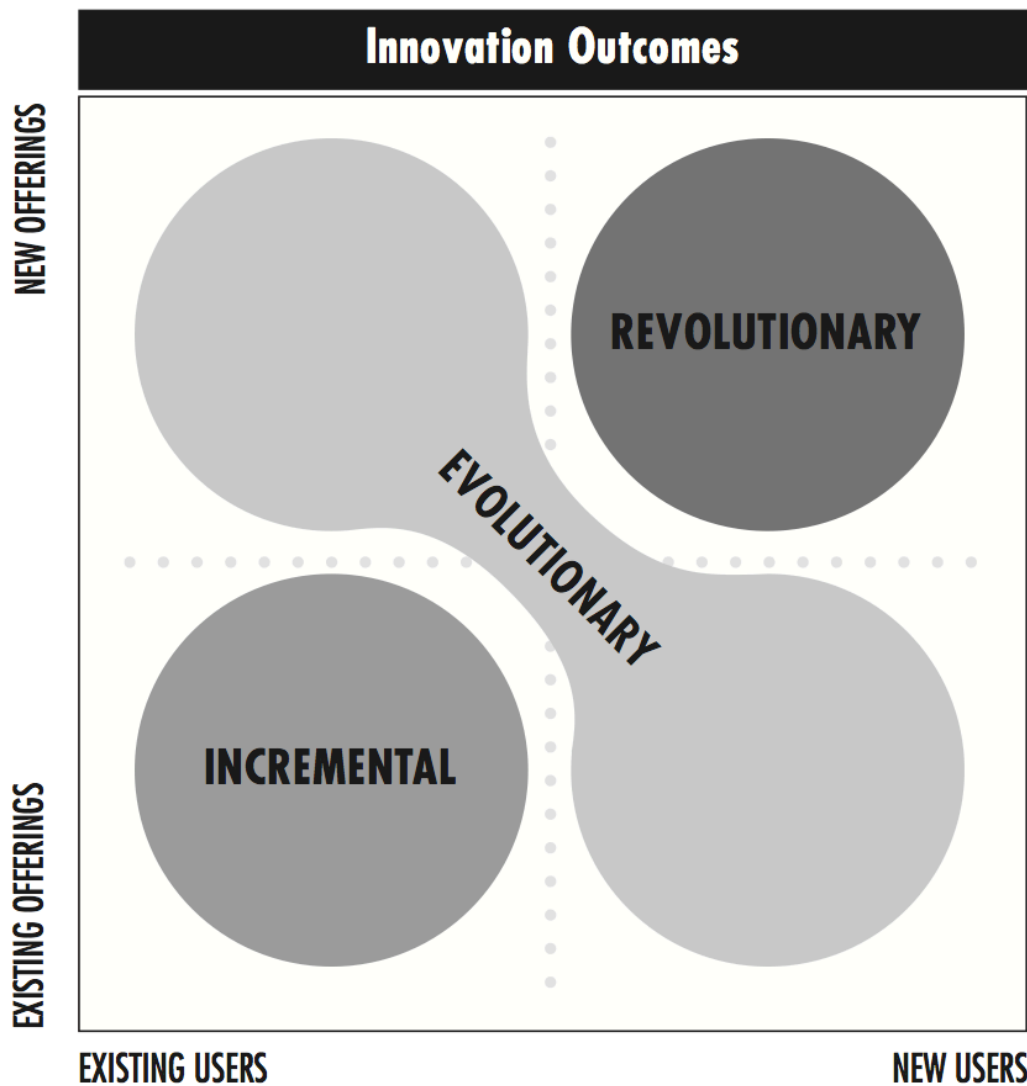 Innovation Outcomes
NEW OFFERINGS
REVOLUTIONARY
EVOLUTIONARY
INCREMENTAL
EXISTING OFFERINGS
EXISTING USERS
NEW USERS